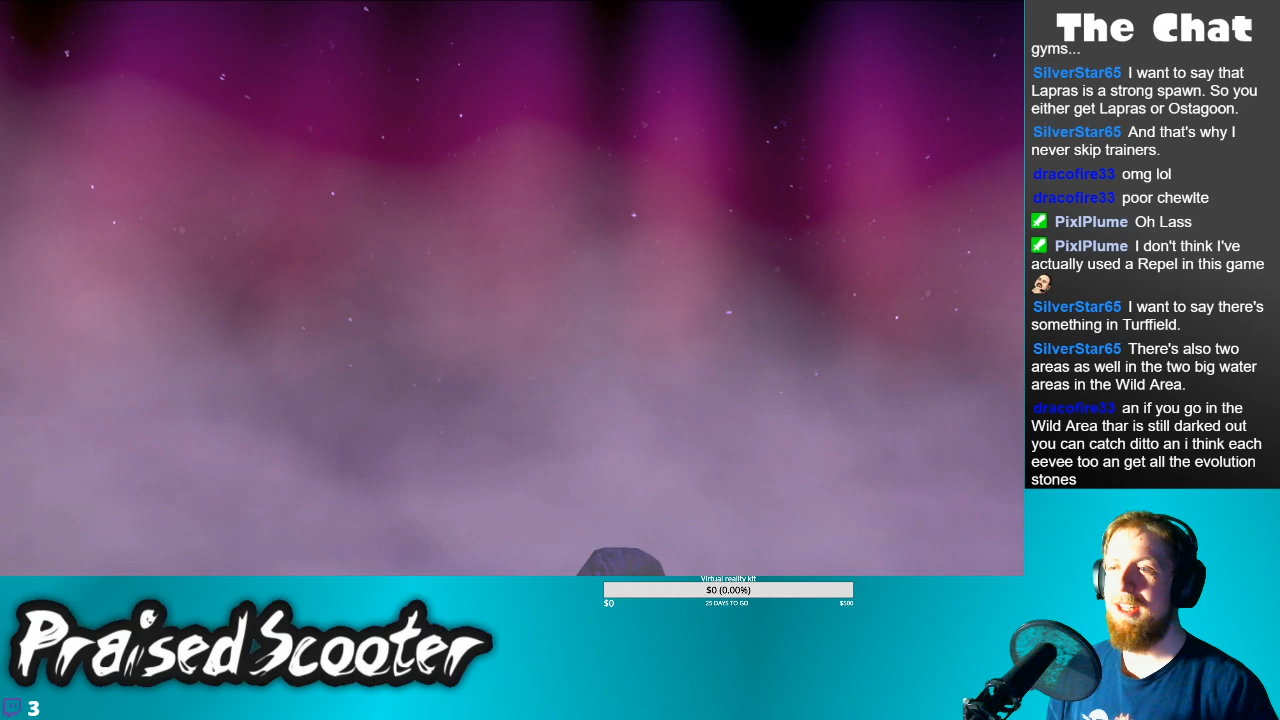 The Chat
gyms...
SilverStar65 I want to say that
Lapras is a strong spawn. So you
either get Lapras or Ostagoon.
SilverStar65 And that's why I
never skip trainers.
dracofire33 omg lol
dracofire33 poor chewlte
PixlPlume Oh Lass
PixlPlume I don't think I've
actually used a Repel in this game
SilverStar65 I want to say there's
something in Turffield.
SilverStar65 There's also two
areas as well in the two big water
areas in the Wild Area.
dracofire33 an if you go in the
Wild Area thar is still darked out
you can catch ditto an i think each
eevee too an get all the evolution
stones
Virtual reality kit
$0 (0.00%)
$0 25 DAYS TO GO $500
PraisedScooter
3